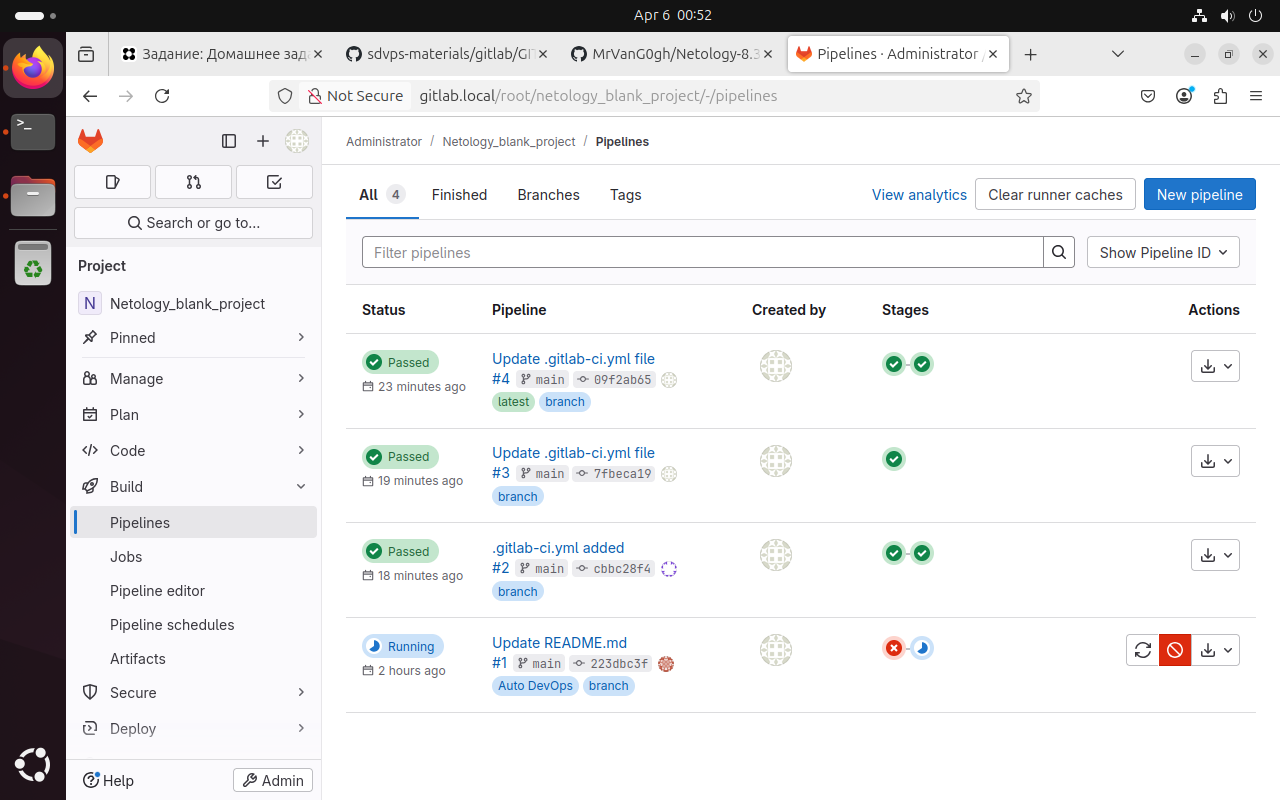 Apr 6 00:52
Задание: Домашнее зада
sdvps-materials/gitlab/GIT
MrVanG0gh/Netology-8.3
Pipelines · Administrator /
Not Secure
gitlab.local/root/netology_blank_project/-/pipelines
Administrator / Netology_blank_project / Pipelines
All 4
Finished
Branches
Tags
View analytics
Clear runner caches
New pipeline
Search or go to...
Filter pipelines
Show Pipeline ID
Project
N Netology_blank_project
Pinned
Manage
Plan
Code
Build
Pipelines
Jobs
Pipeline editor
Pipeline schedules
Artifacts
Secure
Deploy
Help
Admin
Status Pipeline Created by Stages Actions
Passed
23 minutes ago
Update .gitlab-ci.yml file
#4 main 09f2ab65
latest branch
Passed
19 minutes ago
Update .gitlab-ci.yml file
#3 main 7fbeca19
branch
Passed
18 minutes ago
.gitlab-ci.yml added
#2 main cbbc28f4
branch
Running
2 hours ago
Update README.md
#1 main 223dbc3f
Auto DevOps branch